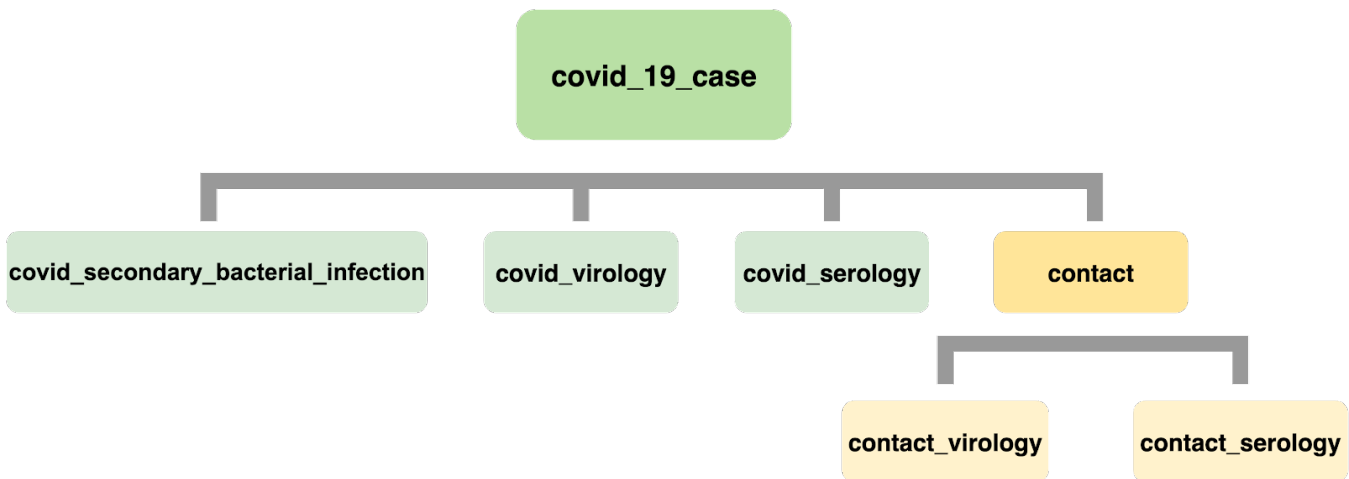 covid_19_case
covid_secondary_bacterial_infection
covid_virology
covid_serology
contact
contact_virology
contact_serology